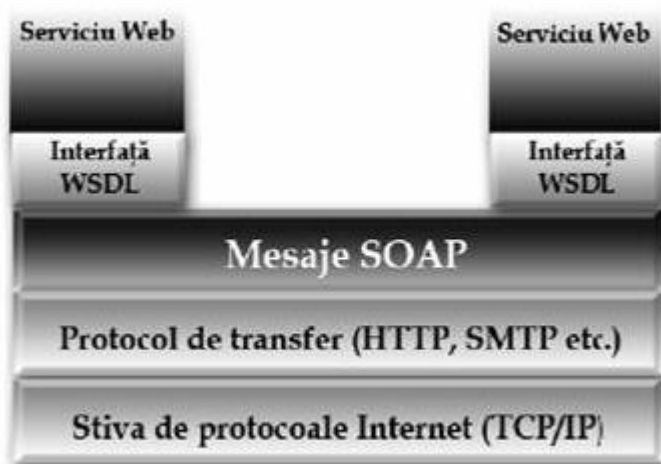 Serviciu Web
Serviciu Web
Interfață
WSDL
Interfață
WSDL
Mesaje SOAP
Protocol de transfer (HTTP, SMTP etc.)
Stiva de protocoale Internet (TCP/IP)